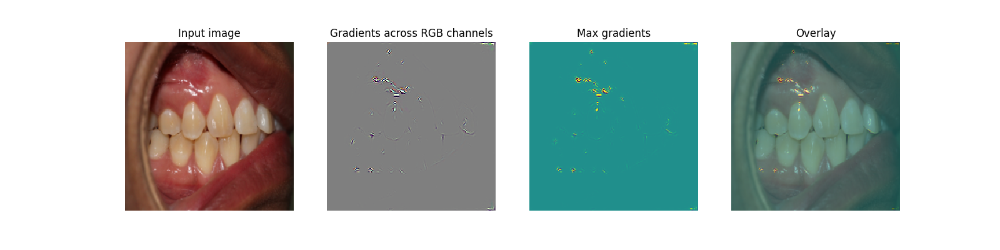 Input image
Gradients across RGB channels
Max gradients
Overlay